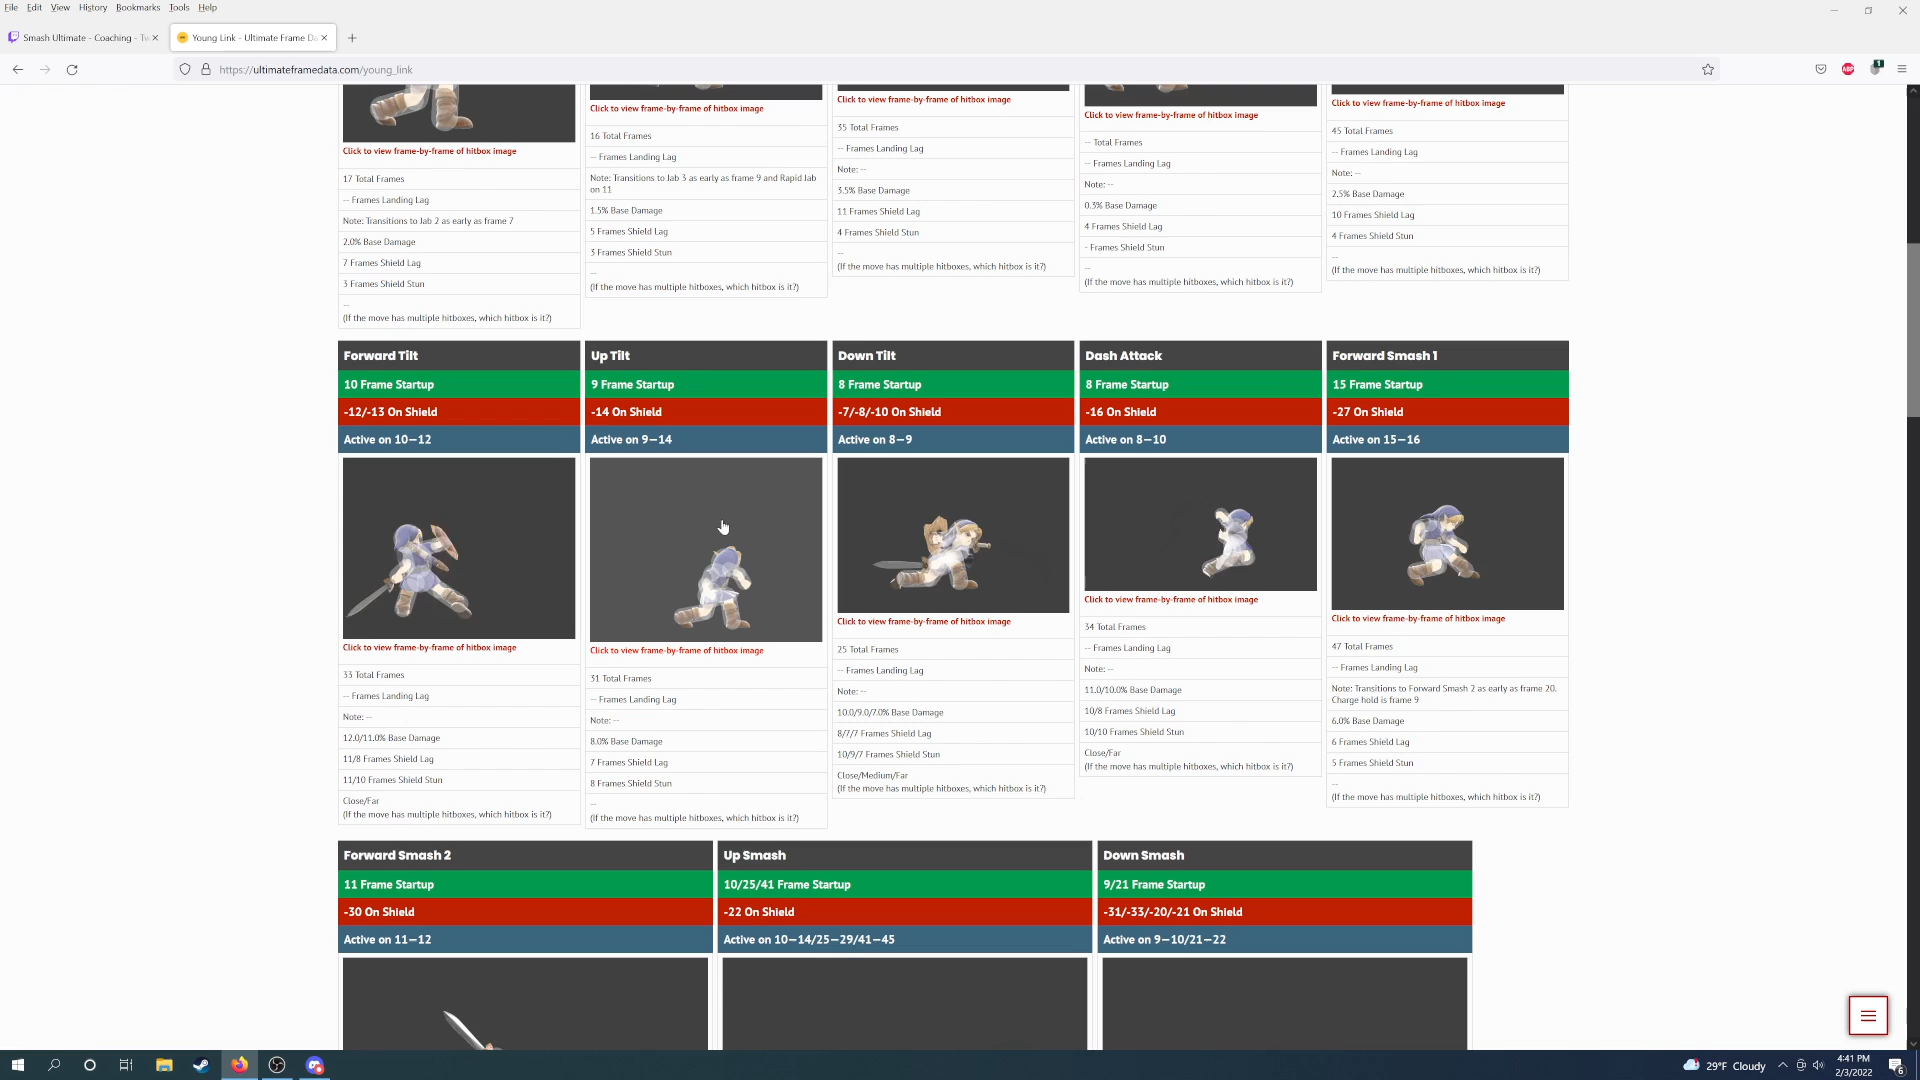 File Edit View History Bookmarks Tools Help
Smash Ultimate - Coaching - Tw
Young Link - Ultimate Frame Da
https://ultimateframedata.com/young_link
ABP
1
Click to view frame-by-frame of hitbox image
17 Total Frames
-- Frames Landing Lag
Note: Transitions to Jab 2 as early as frame 7
2.0% Base Damage
7 Frames Shield Lag
3 Frames Shield Stun
--
(If the move has multiple hitboxes, which hitbox is it?)
Click to view frame-by-frame of hitbox image
16 Total Frames
-- Frames Landing Lag
Note: Transitions to Jab 3 as early as frame 9 and Rapid Jab
on 11
1.5% Base Damage
5 Frames Shield Lag
3 Frames Shield Stun
--
(If the move has multiple hitboxes, which hitbox is it?)
Click to view frame-by-frame of hitbox image
35 Total Frames
-- Frames Landing Lag
Note: --
3.5% Base Damage
11 Frames Shield Lag
4 Frames Shield Stun
--
(If the move has multiple hitboxes, which hitbox is it?)
Click to view frame-by-frame of hitbox image
-- Total Frames
-- Frames Landing Lag
Note: --
0.3% Base Damage
4 Frames Shield Lag
- Frames Shield Stun
--
(If the move has multiple hitboxes, which hitbox is it?)
Click to view frame-by-frame of hitbox image
45 Total Frames
-- Frames Landing Lag
Note: --
2.5% Base Damage
10 Frames Shield Lag
4 Frames Shield Stun
--
(If the move has multiple hitboxes, which hitbox is it?)
Forward Tilt
10 Frame Startup
-12/-13 On Shield
Active on 10—12
Click to view frame-by-frame of hitbox image
33 Total Frames
-- Frames Landing Lag
Note: --
12.0/11.0% Base Damage
11/8 Frames Shield Lag
11/10 Frames Shield Stun
Close/Far
(If the move has multiple hitboxes, which hitbox is it?)
Up Tilt
9 Frame Startup
-14 On Shield
Active on 9—14
Click to view frame-by-frame of hitbox image
31 Total Frames
-- Frames Landing Lag
Note: --
8.0% Base Damage
7 Frames Shield Lag
8 Frames Shield Stun
--
(If the move has multiple hitboxes, which hitbox is it?)
Down Tilt
8 Frame Startup
-7/-8/-10 On Shield
Active on 8—9
Click to view frame-by-frame of hitbox image
25 Total Frames
-- Frames Landing Lag
Note: --
10.0/9.0/7.0% Base Damage
8/7/7 Frames Shield Lag
10/9/7 Frames Shield Stun
Close/Medium/Far
(If the move has multiple hitboxes, which hitbox is it?)
Dash Attack
8 Frame Startup
-16 On Shield
Active on 8—10
Click to view frame-by-frame of hitbox image
34 Total Frames
-- Frames Landing Lag
Note: --
11.0/10.0% Base Damage
10/8 Frames Shield Lag
10/10 Frames Shield Stun
Close/Far
(If the move has multiple hitboxes, which hitbox is it?)
Forward Smash 1
15 Frame Startup
-27 On Shield
Active on 15—16
Click to view frame-by-frame of hitbox image
47 Total Frames
-- Frames Landing Lag
Note: Transitions to Forward Smash 2 as early as frame 20.
Charge hold is frame 9
6.0% Base Damage
6 Frames Shield Lag
5 Frames Shield Stun
--
(If the move has multiple hitboxes, which hitbox is it?)
Forward Smash 2
11 Frame Startup
-30 On Shield
Active on 11—12
Up Smash
10/25/41 Frame Startup
-22 On Shield
Active on 10—14/25—29/41—45
Down Smash
9/21 Frame Startup
-31/-33/-20/-21 On Shield
Active on 9—10/21—22
29°F Cloudy
4:41 PM
2/3/2022
6